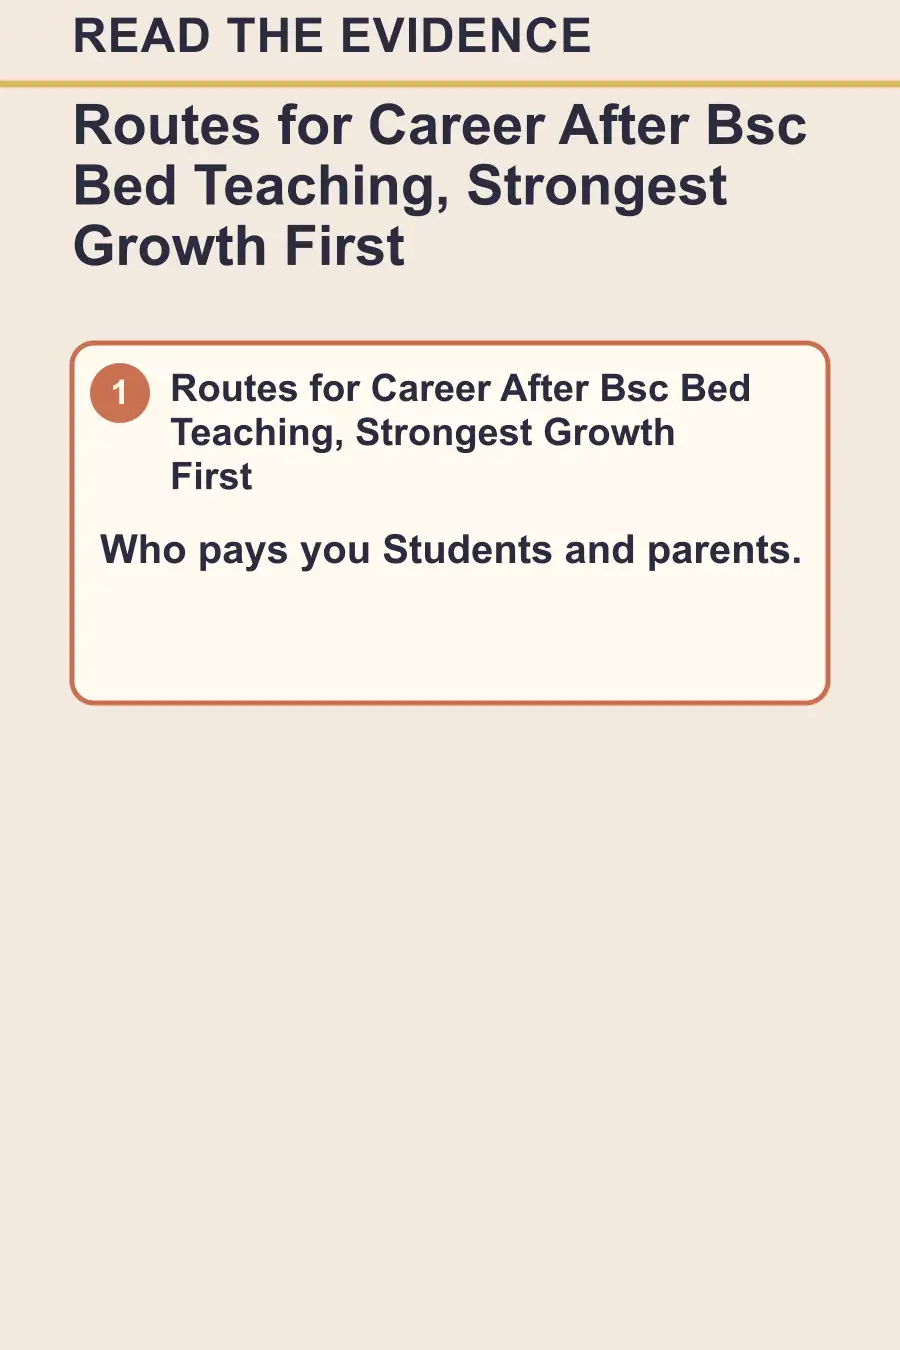 READ THE EVIDENCE
Routes for Career After Bsc
Bed Teaching, Strongest
Growth First
1
Routes for Career After Bsc Bed
Teaching, Strongest Growth
First
Who pays you Students and parents.